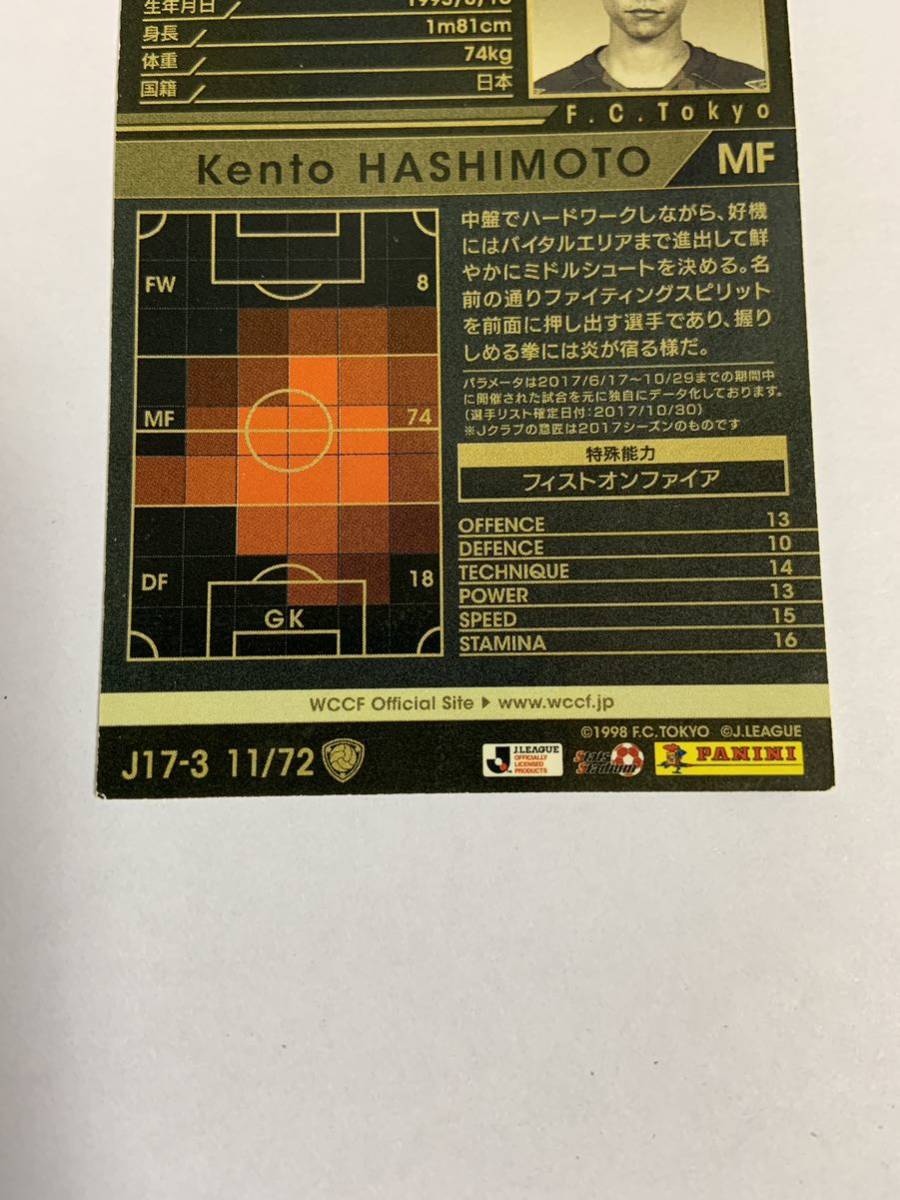 生年月日
身長 1m81cm
体重 74kg
国籍 日本
F.C.Tokyo
Kento HASHIMOTO MF
FW 8
MF 74
DF 18
GK
中盤でハードワークしながら、好機
にはバイタルエリアまで進出して鮮
やかにミドルシュートを決める。名
前の通りファイティングスピリット
を前面に押し出す選手であり、握り
しめる拳には炎が宿る様だ。
パラメータは2017/6/17~10/29までの期間中
に開催された試合を元に独自にデータ化しております。
(選手リスト確定日付:2017/10/30)
※Jクラブの意匠は2017シーズンのものです
特殊能力
フィストオンファイア
OFFENCE 13
DEFENCE 10
TECHNIQUE 14
POWER 13
SPEED 15
STAMINA 16
WCCF Official Site ▶ www.wccf.jp
©1998 F.C.TOKYO ©J.LEAGUE
J17-3 11/72
J.LEAGUE
OFFICIALLY
LICENSED
PRODUCTS
Stats
Stadium
PANINI